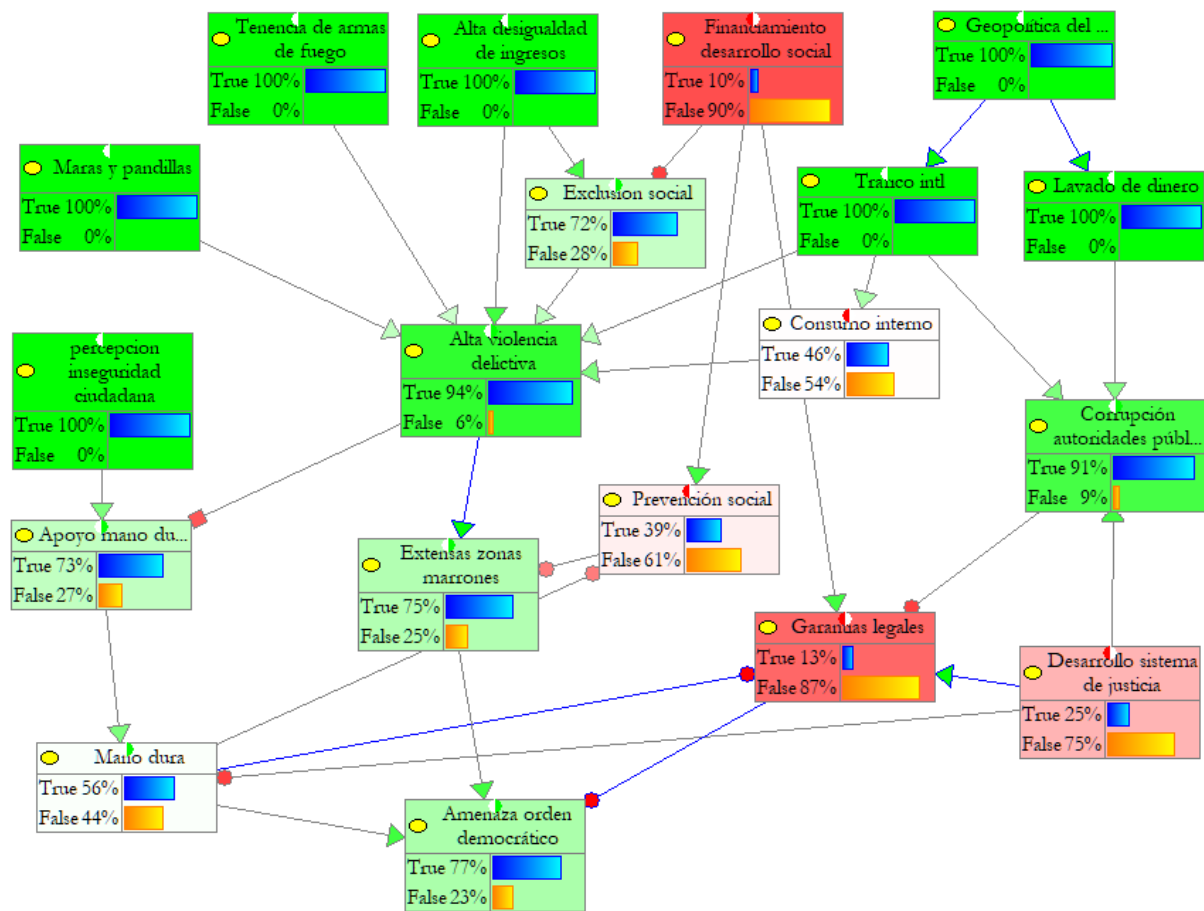 Tenencia de armas
de fuego
True 100%
False 0%
Alta desigualdad
de ingresos
True 100%
False 0%
Financiamiento
desarrollo social
True 10%
False 90%
Geopolítica del ...
True 100%
False 0%
Maras y pandillas
True 100%
False 0%
Exclusion social
True 72%
False 28%
Trafico intl
True 100%
False 0%
Lavado de dinero
True 100%
False 0%
percepcion
inseguridad
ciudadana
True 100%
False 0%
Alta violencia
delictiva
True 94%
False 6%
Consumo interno
True 46%
False 54%
Corrupción
autoridades públ...
True 91%
False 9%
Apoyo mano du...
True 73%
False 27%
Extensas zonas
marrones
True 75%
False 25%
Prevención social
True 39%
False 61%
Garantias legales
True 13%
False 87%
Desarrollo sistema
de justicia
True 25%
False 75%
Mano dura
True 56%
False 44%
Amenaza orden
democrático
True 77%
False 23%